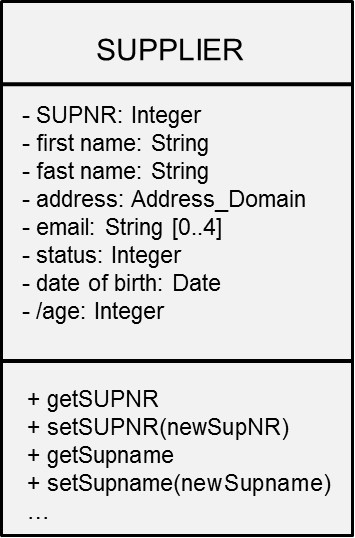 SUPPLIER
- SUPNR: Integer
- first name: String
- fast name: String
- address: Address_Domain
- email: String [0..4]
- status: Integer
- date of birth: Date
- /age: Integer
+ getSUPNR
+ setSUPNR(newSupNR)
+ getSupname
+ setSupname(newSupname)
...